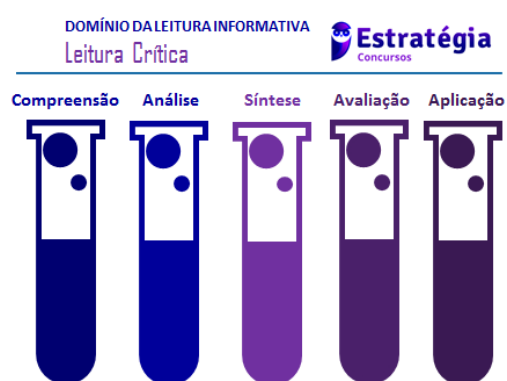 DOMÍNIO DA LEITURA INFORMATIVA
Leitura Crítica
Estratégia
Concursos
Compreensão Análise Síntese Avaliação Aplicação